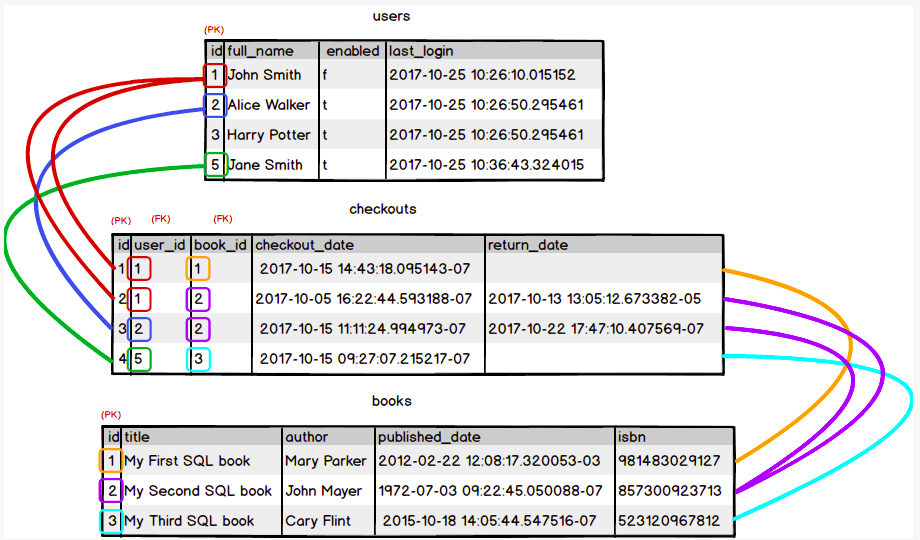 users
(PK)
id full_name enabled last_login
1 John Smith f 2017-10-25 10:26:10.015152
2 Alice Walker t 2017-10-25 10:26:50.295461
3 Harry Potter t 2017-10-25 10:26:50.295461
5 Jane Smith t 2017-10-25 10:36:43.324015
checkouts
(PK) (FK) (FK)
id user_id book_id checkout_date return_date
1 1 1 2017-10-15 14:43:18.095143-07
2 1 2 2017-10-05 16:22:44.593188-07 2017-10-13 13:05:12.673382-05
3 2 2 2017-10-15 11:11:24.994973-07 2017-10-22 17:47:10.407569-07
4 5 3 2017-10-15 09:27:07.215217-07
books
(PK)
id title author published_date isbn
1 My First SQL book Mary Parker 2012-02-22 12:08:17.320053-03 981483029127
2 My Second SQL book John Mayer 1972-07-03 09:22:45.050088-07 857300923713
3 My Third SQL book Cary Flint 2015-10-18 14:05:44.547516-07 523120967812